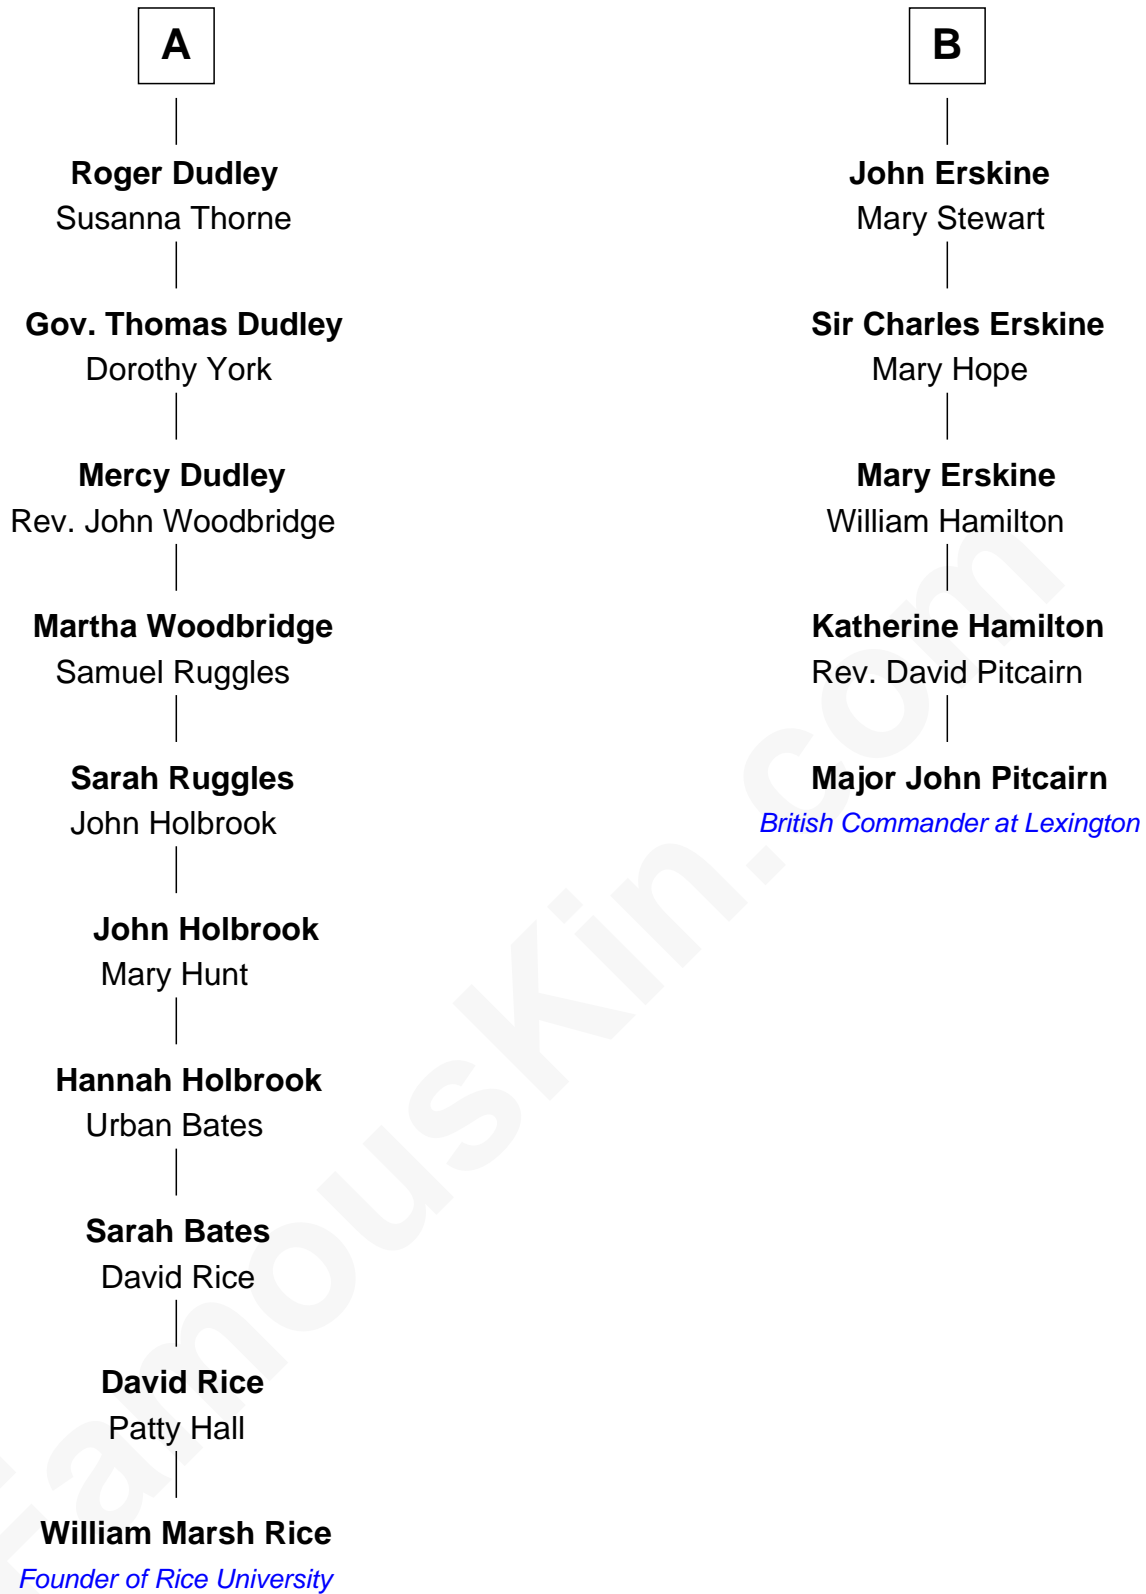 A
Roger Dudley
Susanna Thorne
Gov. Thomas Dudley
Dorothy York
Mercy Dudley
Rev. John Woodbridge
Martha Woodbridge
Samuel Ruggles
Sarah Ruggles
John Holbrook
John Holbrook
Mary Hunt
Hannah Holbrook
Urban Bates
Sarah Bates
David Rice
David Rice
Patty Hall
William Marsh Rice
Founder of Rice University
B
John Erskine
Mary Stewart
Sir Charles Erskine
Mary Hope
Mary Erskine
William Hamilton
Katherine Hamilton
Rev. David Pitcairn
Major John Pitcairn
British Commander at Lexington
FamousKin.com